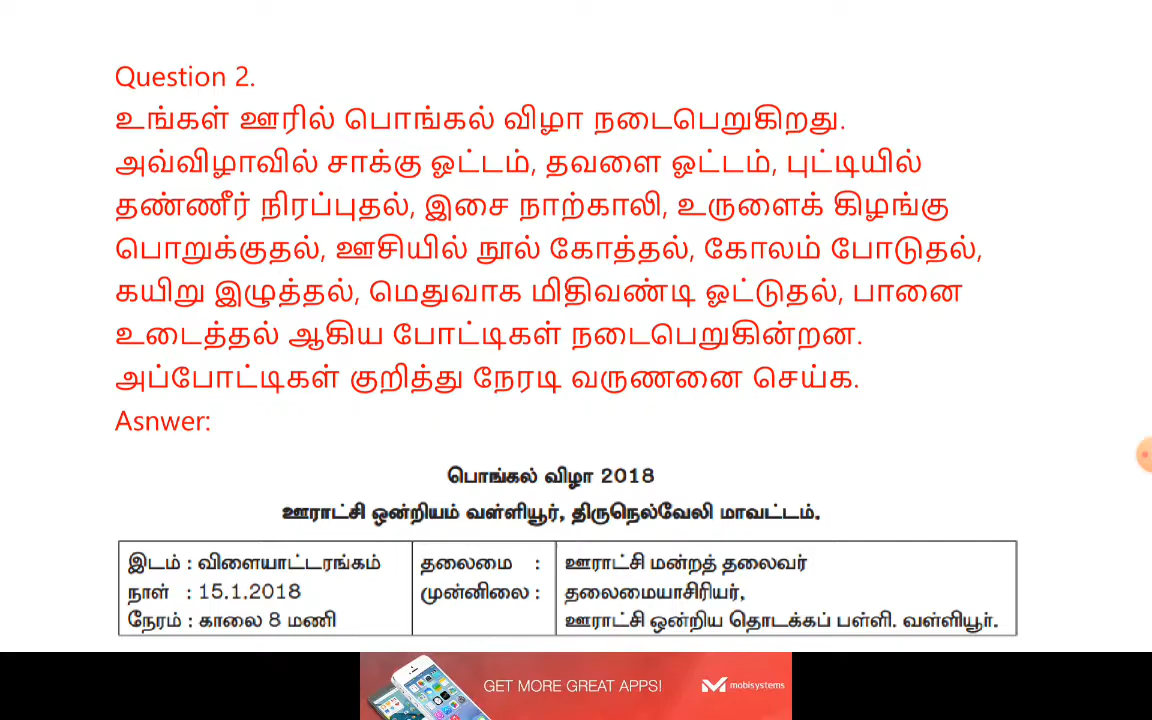 Question 2.
உங்கள் ஊரில் பொங்கல் விழா நடைபெறுகிறது.
அவ்விழாவில் சாக்கு ஓட்டம், தவளை ஓட்டம், புட்டியில்
தண்ணீர் நிரப்புதல், இசை நாற்காலி, உருளைக் கிழங்கு
பொறுக்குதல், ஊசியில் நூல் கோத்தல், கோலம் போடுதல்,
கயிறு இழுத்தல், மெதுவாக மிதிவண்டி ஓட்டுதல், பானை
உடைத்தல் ஆகிய போட்டிகள் நடைபெறுகின்றன.
அப்போட்டிகள் குறித்து நேரடி வருணனை செய்க.
Asnwer:
பொங்கல் விழா 2018
ஊராட்சி ஒன்றியம் வள்ளியூர், திருநெல்வேலி மாவட்டம்.
இடம் : விளையாட்டரங்கம்
நாள் : 15.1.2018
நேரம் : காலை 8 மணி
தலைமை :
முன்னிலை :
ஊராட்சி மன்றத் தலைவர்
தலைமையாசிரியர்,
ஊராட்சி ஒன்றிய தொடக்கப் பள்ளி. வள்ளியூர்.
GET MORE GREAT APPS!
mobisystems